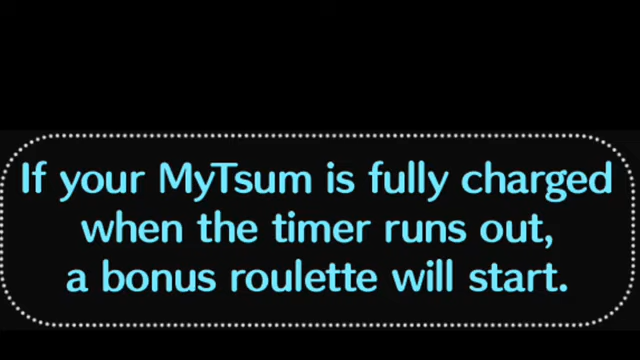 If your MyTsum is fully charged
when the timer runs out,
a bonus roulette will start.